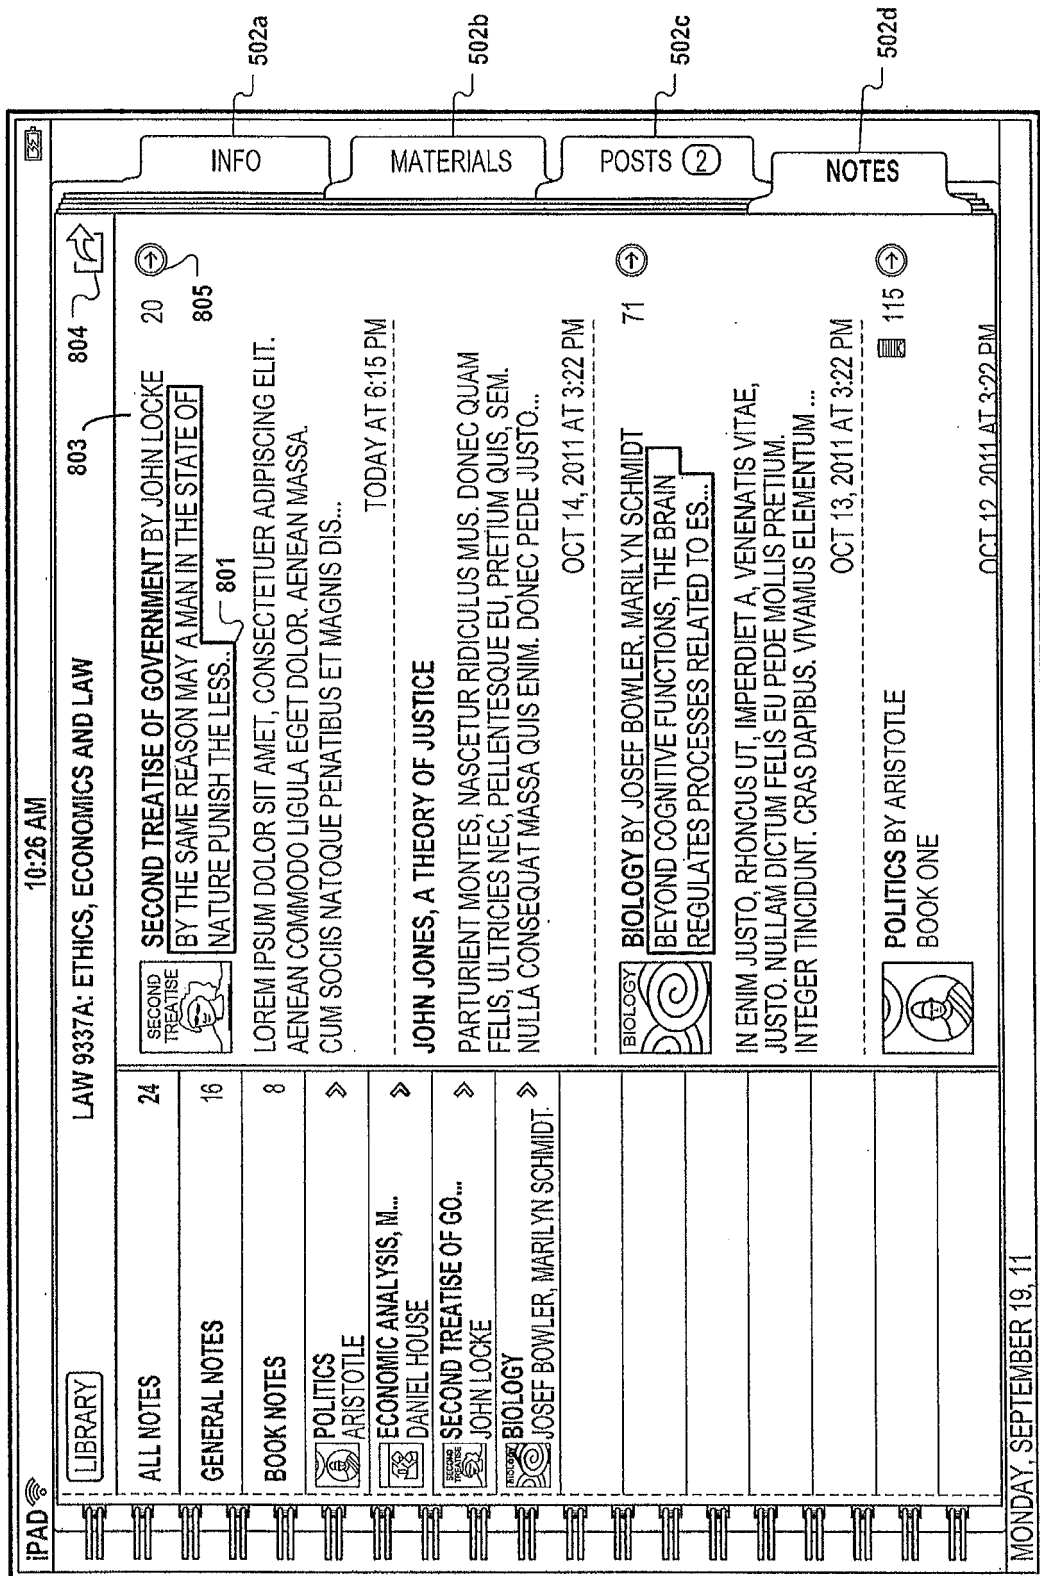 iPAD
10:26 AM
LIBRARY
LAW 9337A: ETHICS, ECONOMICS AND LAW
803
804
ALL NOTES 24
GENERAL NOTES 16
BOOK NOTES 8
POLITICS
ARISTOTLE
ECONOMIC ANALYSIS, M...
DANIEL HOUSE
SECOND TREATISE
SECOND TREATISE OF GO...
JOHN LOCKE
BIOLOGY
BIOLOGY
JOSEF BOWLER, MARILYN SCHMIDT.
SECOND
TREATISE
SECOND TREATISE OF GOVERNMENT BY JOHN LOCKE 20
805
BY THE SAME REASON MAY A MAN IN THE STATE OF
NATURE PUNISH THE LESS...
801
LOREM IPSUM DOLOR SIT AMET, CONSECTETUER ADIPISCING ELIT.
AENEAN COMMODO LIGULA EGET DOLOR. AENEAN MASSA.
CUM SOCIIS NATOQUE PENATIBUS ET MAGNIS DIS...
TODAY AT 6:15 PM
JOHN JONES, A THEORY OF JUSTICE
PARTURIENT MONTES, NASCETUR RIDICULUS MUS. DONEC QUAM
FELIS, ULTRICIES NEC, PELLENTESQUE EU, PRETIUM QUIS, SEM.
NULLA CONSEQUAT MASSA QUIS ENIM. DONEC PEDE JUSTO...
OCT 14, 2011 AT 3:22 PM
BIOLOGY
BIOLOGY BY JOSEF BOWLER, MARILYN SCHMIDT 71
BEYOND COGNITIVE FUNCTIONS, THE BRAIN
REGULATES PROCESSES RELATED TO ES...
IN ENIM JUSTO, RHONCUS UT, IMPERDIET A, VENENATIS VITAE,
JUSTO. NULLAM DICTUM FELIS EU PEDE MOLLIS PRETIUM.
INTEGER TINCIDUNT. CRAS DAPIBUS. VIVAMUS ELEMENTUM ...
OCT 13, 2011 AT 3:22 PM
POLITICS BY ARISTOTLE 115
BOOK ONE
OCT 12, 2011 AT 3:22 PM
INFO
502a
MATERIALS
502b
POSTS 2
502c
NOTES
502d
MONDAY, SEPTEMBER 19, 11